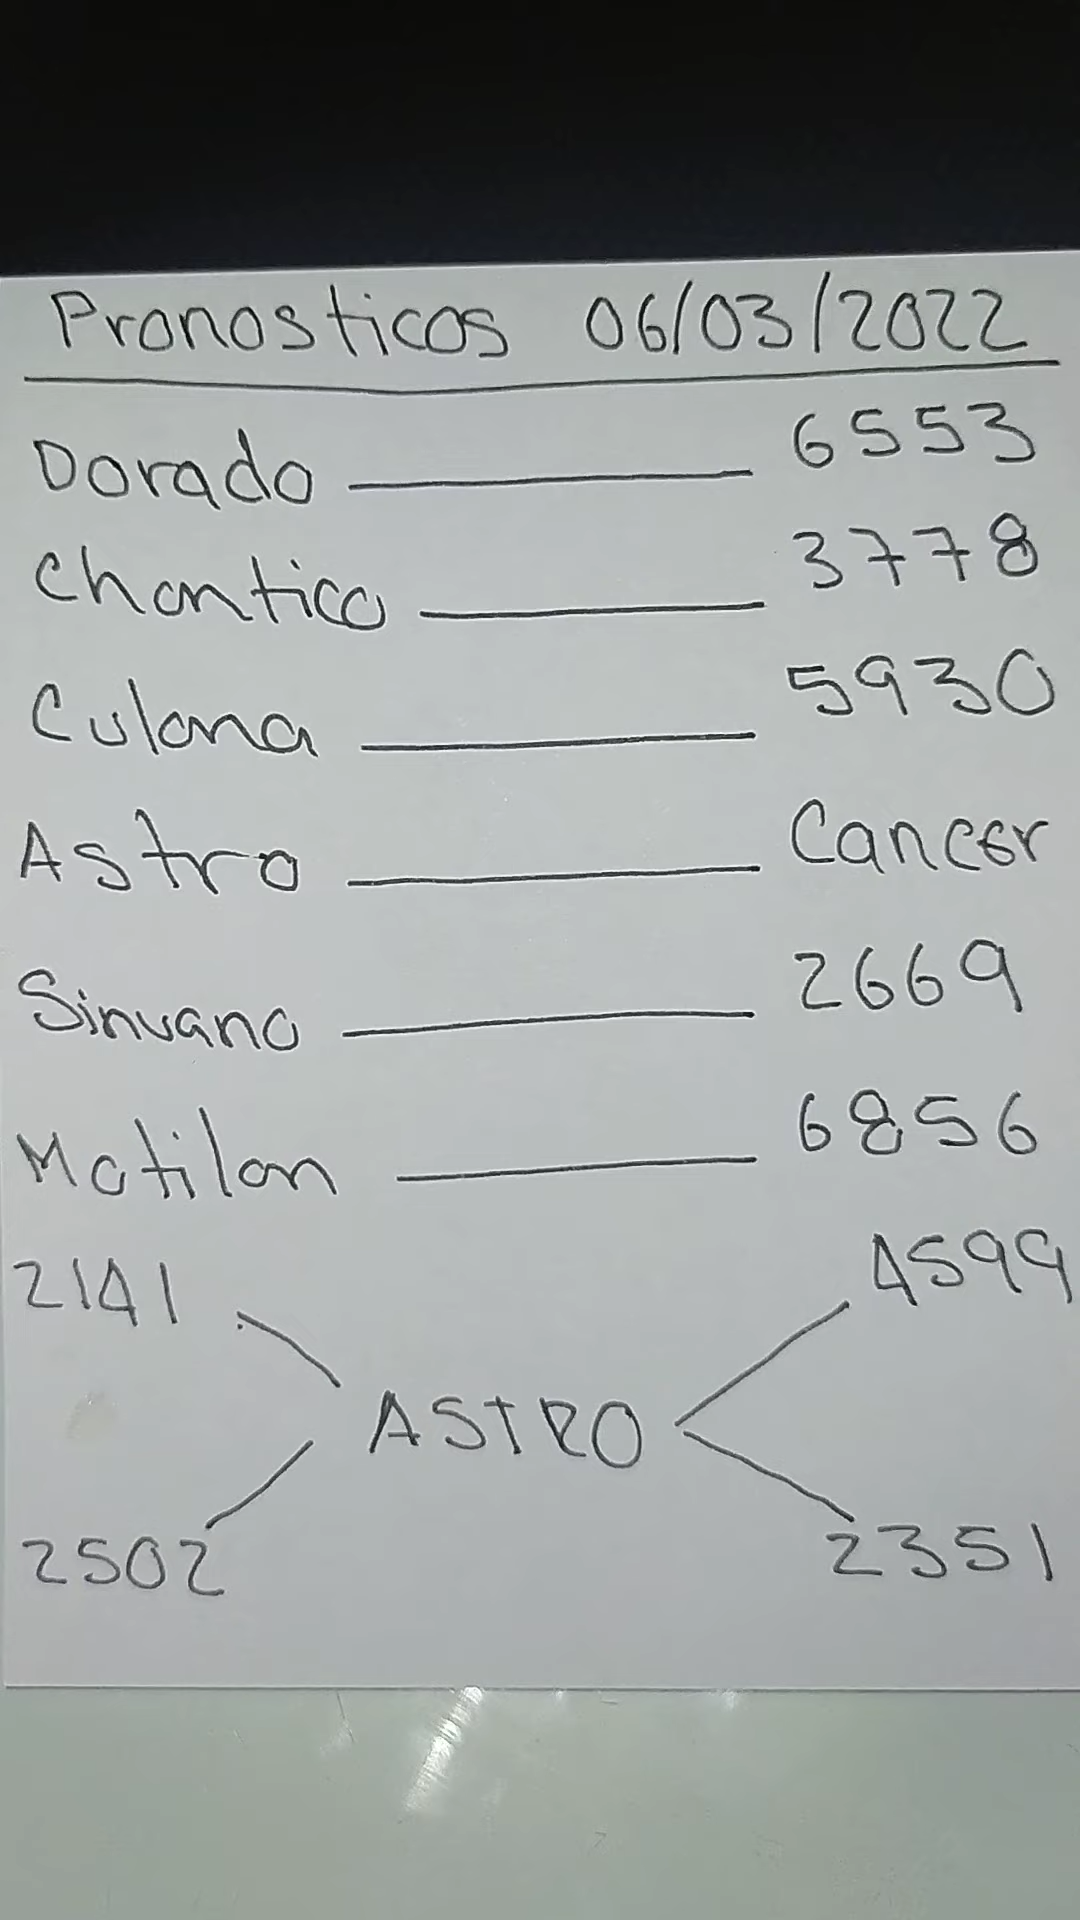 Pronosticos 06/03/2022
Dorado 6553
Chontico 3778
Culona 5930
Astro Cancer
Sinuano 2669
Motilon 6856
2141 4599
ASTRO
2502 2351